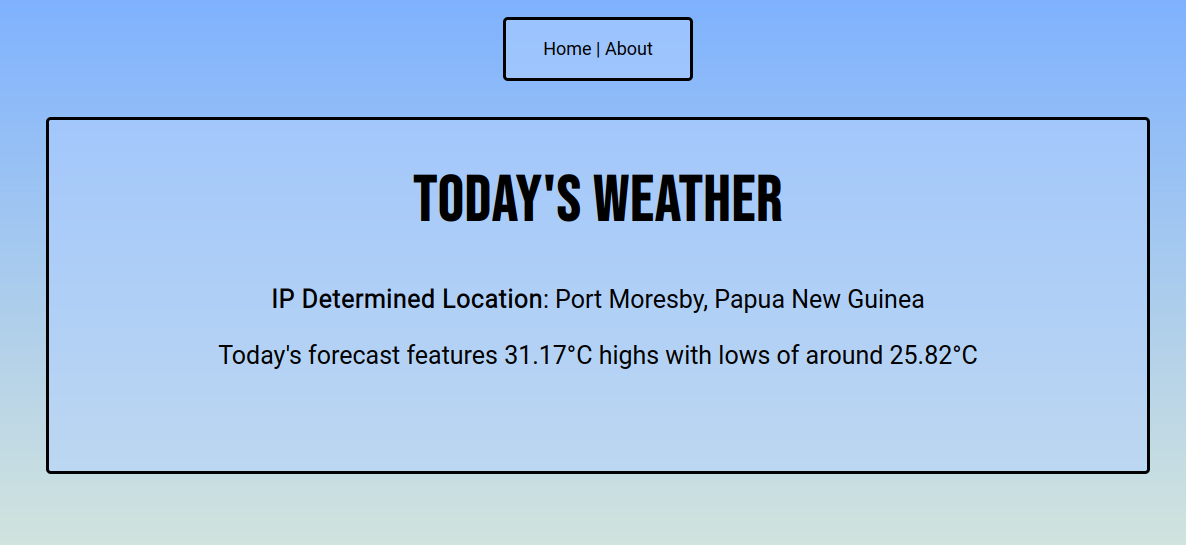 Home | About
TODAY'S WEATHER
IP Determined Location: Port Moresby, Papua New Guinea
Today's forecast features 31.17°C highs with lows of around 25.82°C